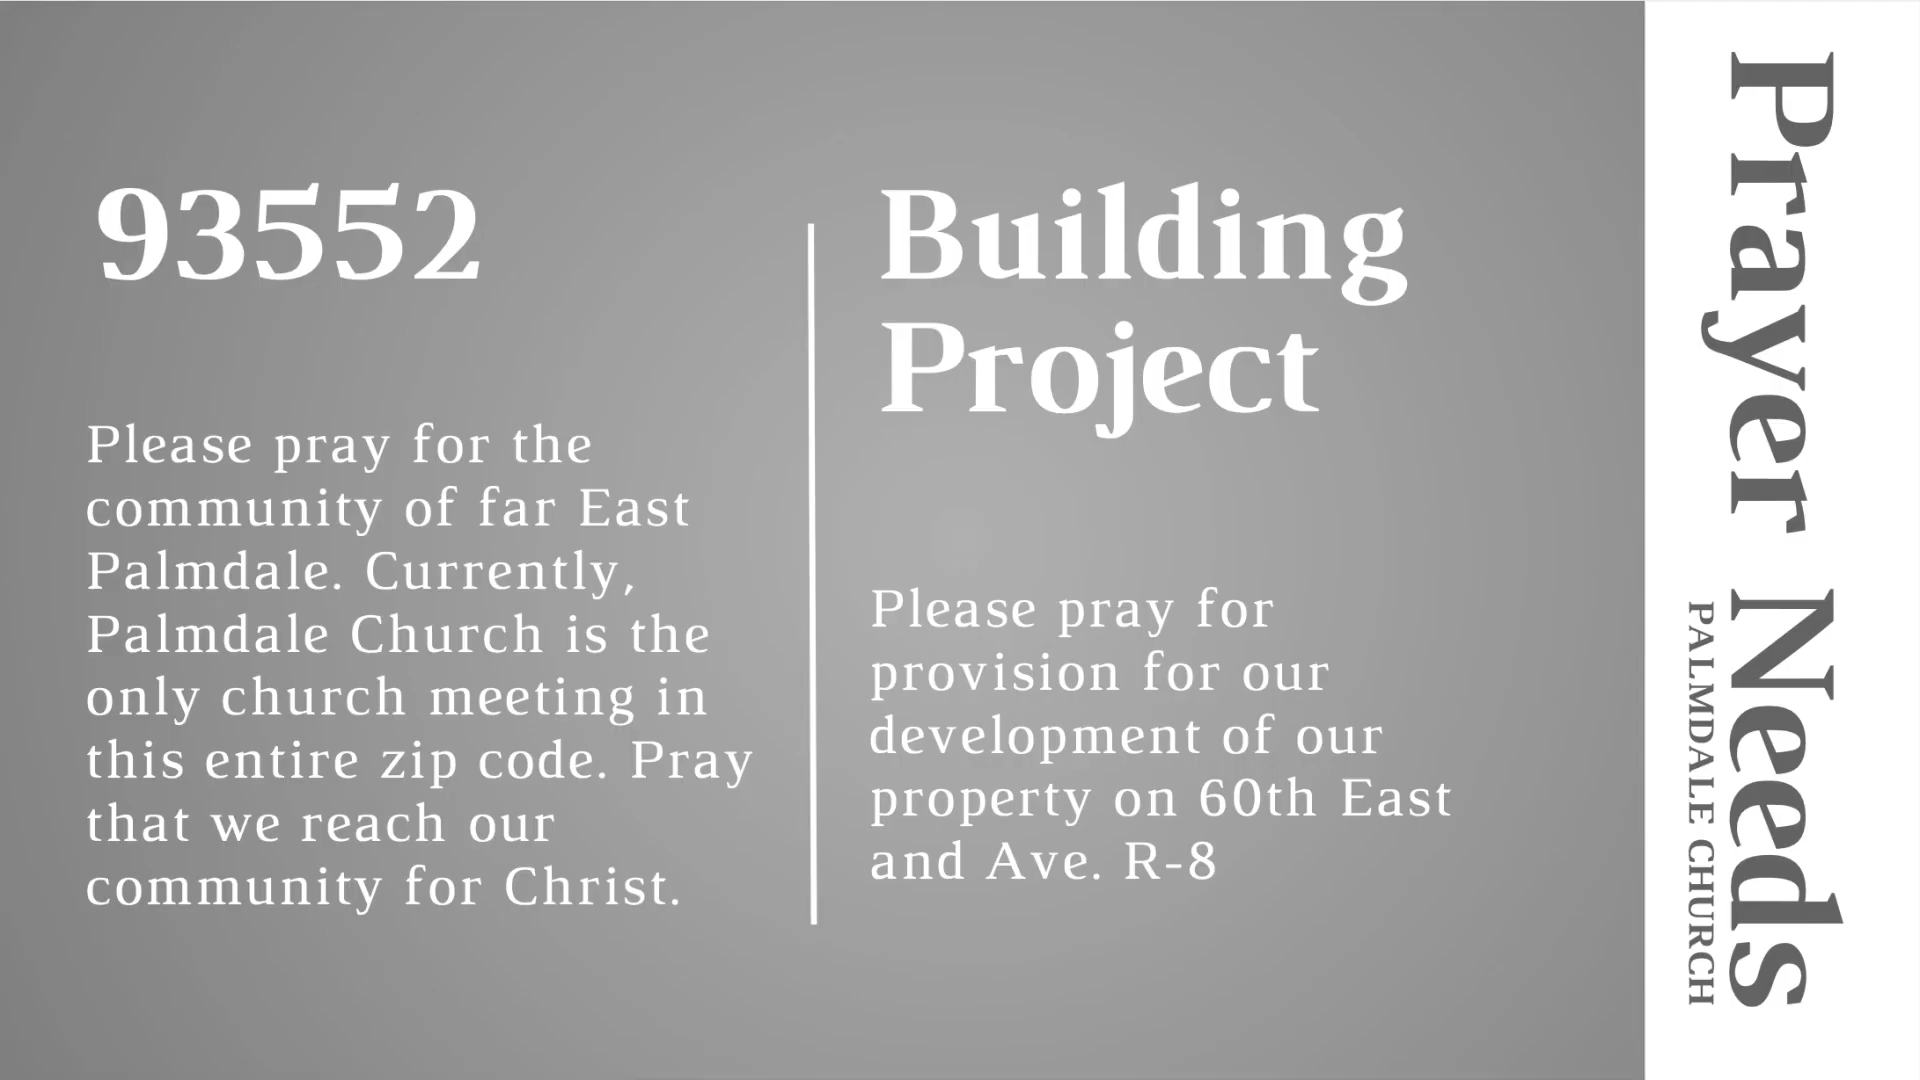 93552
Please pray for the
community of far East
Palmdale. Currently,
Palmdale Church is the
only church meeting in
this entire zip code. Pray
that we reach our
community for Christ.
Building
Project
Please pray for
provision for our
development of our
property on 60th East
and Ave. R-8
Prayer Needs
PALMDALE CHURCH